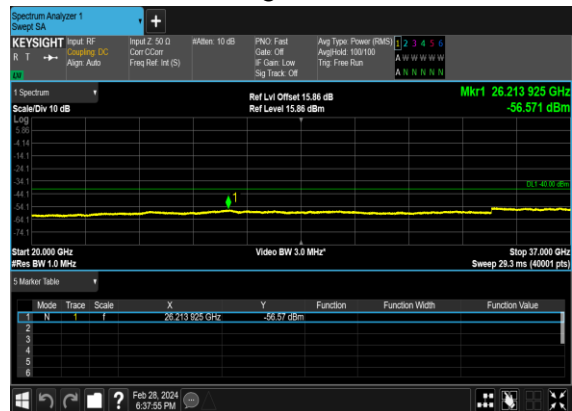 Spectrum Analyzer 1
Swept SA
+
KEYSIGHT Input: RF Input Z: 50 Ω #Atten: 10 dB PNO: Fast Avg Type: Power (RMS) 1 2 3 4 5 6
R T Coupling: DC Corr CCorr Gate: Off Avg|Hold: 100/100 A W W W W W
Align: Auto Freq Ref: Int (S) IF Gain: Low Trig: Free Run
Sig Track: Off A N N N N N
1 Spectrum Ref Lvl Offset 15.86 dB Mkr1 26.213 925 GHz
Scale/Div 10 dB Ref Level 15.86 dBm -56.571 dBm
Log
5.86
-4.14
-14.1
-24.1
-34.1
DL1 -40.00 dBm
-44.1
1
-54.1
-64.1
-74.1
Start 20.000 GHz Video BW 3.0 MHz* Stop 37.000 GHz
#Res BW 1.0 MHz Sweep 29.3 ms (40001 pts)
5 Marker Table
Mode Trace Scale X Y Function Function Width Function Value
1 N 1 f 26.213 925 GHz -56.57 dBm
2
3
4
5
6
? Feb 28, 2024
6:37:55 PM